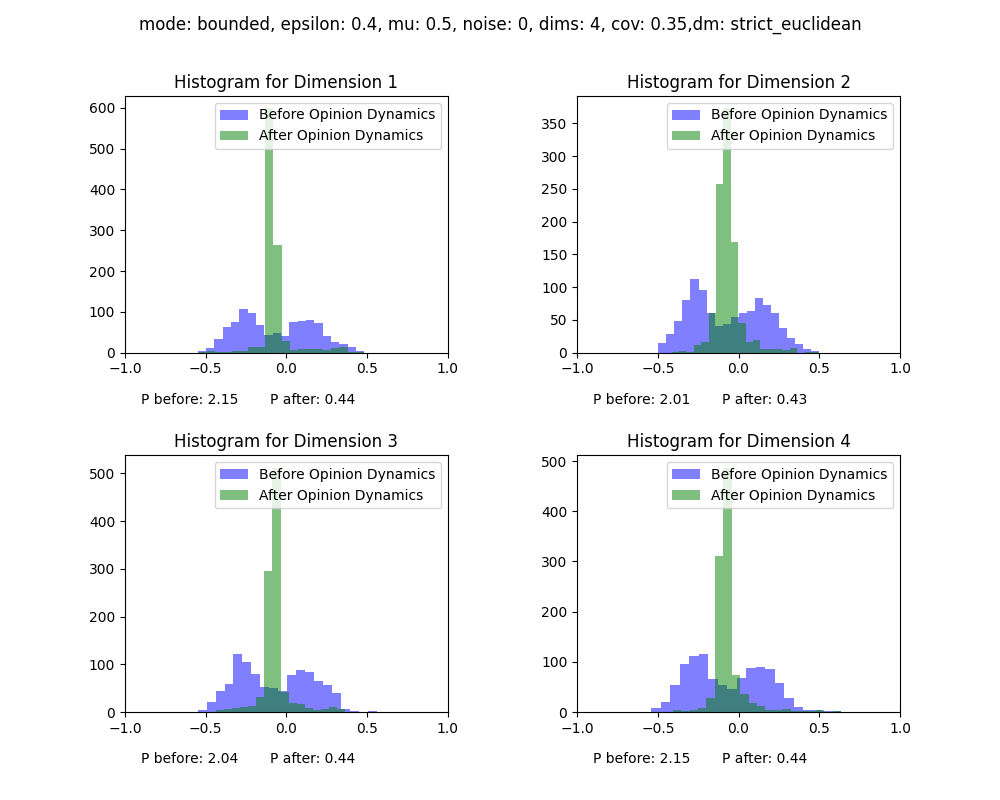 mode: bounded, epsilon: 0.4, mu: 0.5, noise: 0, dims: 4, cov: 0.35,dm: strict_euclidean
Histogram for Dimension 1
Before Opinion Dynamics
After Opinion Dynamics
600
500
400
300
200
100
0
−1.0 −0.5 0.0 0.5 1.0
P before: 2.15 P after: 0.44
Histogram for Dimension 2
Before Opinion Dynamics
After Opinion Dynamics
350
300
250
200
150
100
50
0
−1.0 −0.5 0.0 0.5 1.0
P before: 2.01 P after: 0.43
Histogram for Dimension 3
Before Opinion Dynamics
After Opinion Dynamics
500
400
300
200
100
0
−1.0 −0.5 0.0 0.5 1.0
P before: 2.04 P after: 0.44
Histogram for Dimension 4
Before Opinion Dynamics
After Opinion Dynamics
500
400
300
200
100
0
−1.0 −0.5 0.0 0.5 1.0
P before: 2.15 P after: 0.44